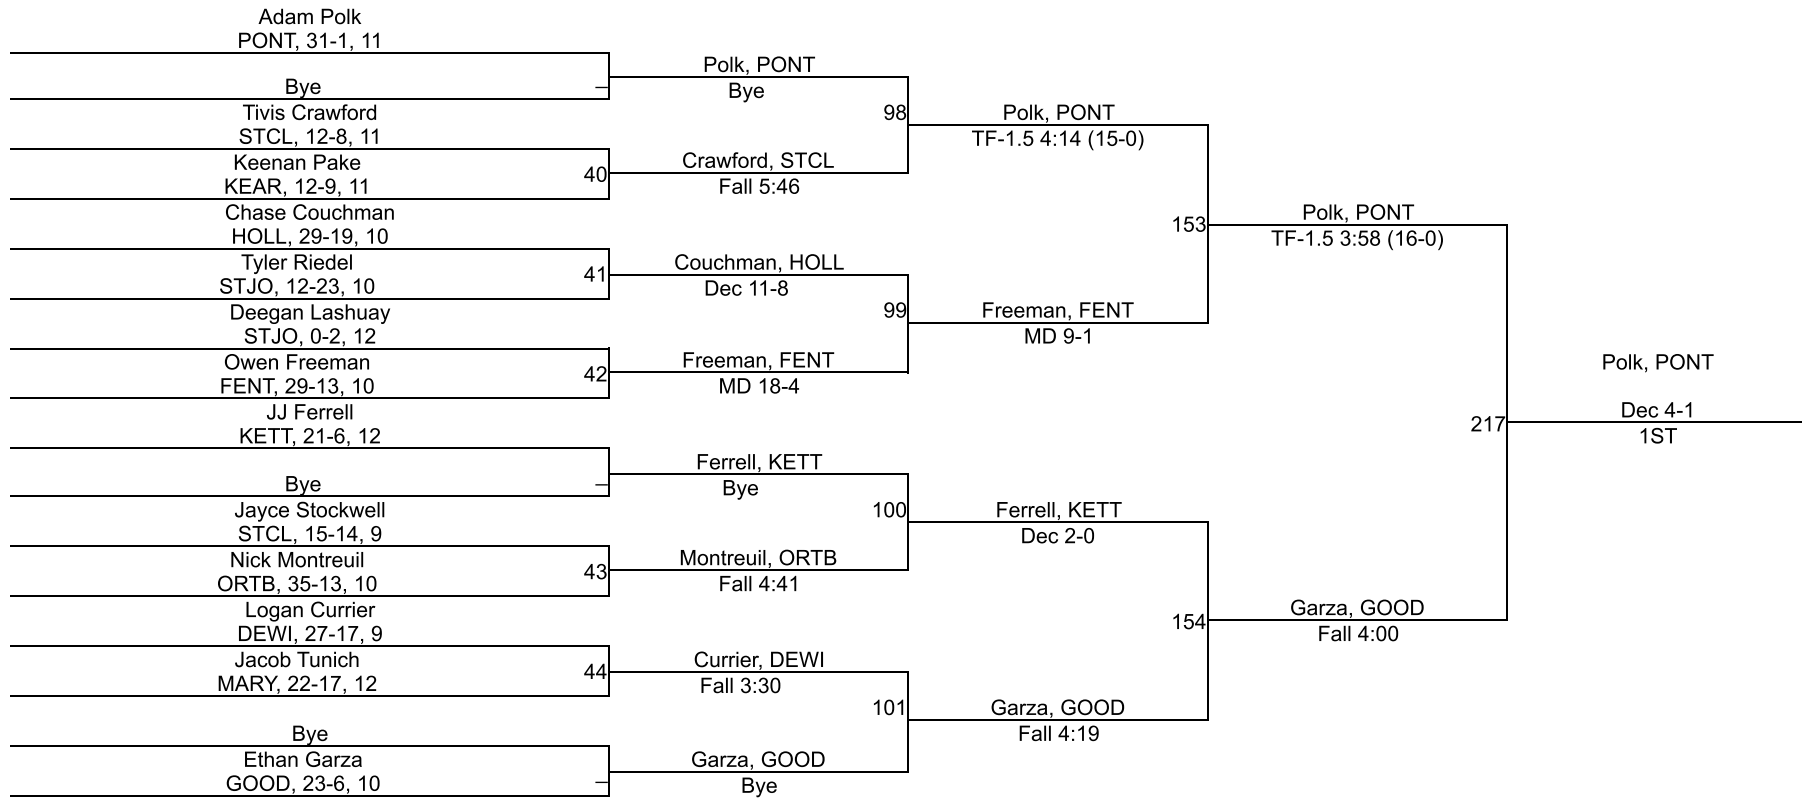 Adam Polk
PONT, 31-1, 11
Bye
Tivis Crawford
STCL, 12-8, 11
Keenan Pake
KEAR, 12-9, 11
Chase Couchman
HOLL, 29-19, 10
Tyler Riedel
STJO, 12-23, 10
Deegan Lashuay
STJO, 0-2, 12
Owen Freeman
FENT, 29-13, 10
JJ Ferrell
KETT, 21-6, 12
Bye
Jayce Stockwell
STCL, 15-14, 9
Nick Montreuil
ORTB, 35-13, 10
Logan Currier
DEWI, 27-17, 9
Jacob Tunich
MARY, 22-17, 12
Bye
Ethan Garza
GOOD, 23-6, 10
–
40
41
42
–
43
44
–
Polk, PONT
Bye
Crawford, STCL
Fall 5:46
Couchman, HOLL
Dec 11-8
Freeman, FENT
MD 18-4
Ferrell, KETT
Bye
Montreuil, ORTB
Fall 4:41
Currier, DEWI
Fall 3:30
Garza, GOOD
Bye
98
99
100
101
Polk, PONT
TF-1.5 4:14 (15-0)
Freeman, FENT
MD 9-1
Ferrell, KETT
Dec 2-0
Garza, GOOD
Fall 4:19
153
154
Polk, PONT
TF-1.5 3:58 (16-0)
Garza, GOOD
Fall 4:00
217
Polk, PONT
Dec 4-1
1ST